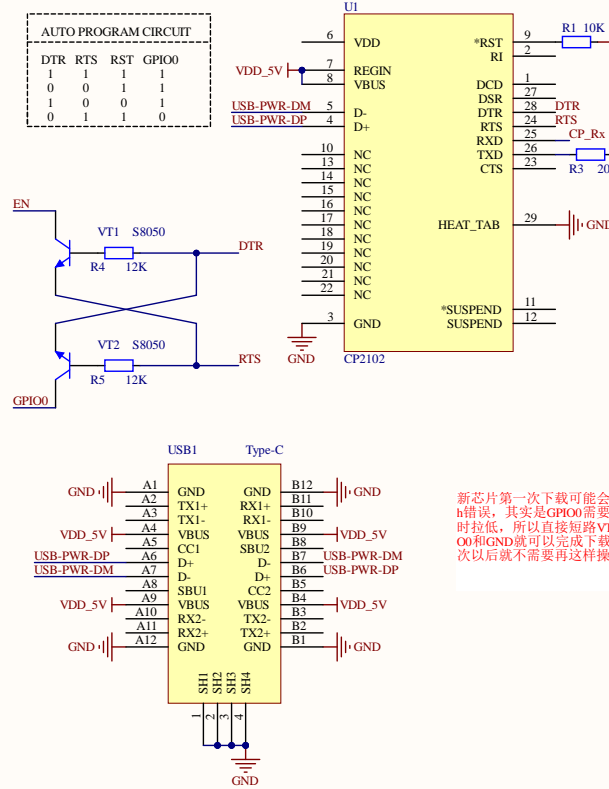 AUTO PROGRAM CIRCUIT
DTR RTS RST GPIO0
1 1 1 1
0 0 1 1
1 0 0 1
0 1 1 0
U1
6 VDD
7 REGIN
8 VBUS
VDD_5V
USB-PWR-DM 5 D-
USB-PWR-DP 4 D+
10 NC
13 NC
14 NC
15 NC
16 NC
17 NC
18 NC
19 NC
20 NC
21 NC
22 NC
3 GND
GND
*RST 9 R1 10K
RI 2
DCD 1
DSR 27
DTR 28 DTR
RTS 24 RTS
RXD 25 CP_Rx
TXD 26
CTS 23
R3 20
HEAT_TAB 29 GND
*SUSPEND 11
SUSPEND 12
CP2102
EN
VT1 S8050
DTR
R4 12K
VT2 S8050
RTS
R5 12K
GPIO0
USB1 Type-C
GND A1 GND GND B12 GND
A2 TX1+ RX1+ B11
A3 TX1- RX1- B10
VDD_5V A4 VBUS VBUS B9 VDD_5V
A5 CC1 SBU2 B8
USB-PWR-DP A6 D+ D- B7 USB-PWR-DM
USB-PWR-DM A7 D- D+ B6 USB-PWR-DP
A8 SBU1 CC2 B5
VDD_5V A9 VBUS VBUS B4 VDD_5V
A10 RX2- TX2- B3
A11 RX2+ TX2+ B2
GND A12 GND GND B1 GND
SH1 SH2 SH3 SH4
1 2 3 4
GND
新芯片第一次下载可能会
h错误，其实是GPIO0需要
时拉低，所以直接短路VT
O0和GND就可以完成下载
次以后就不需要再这样操